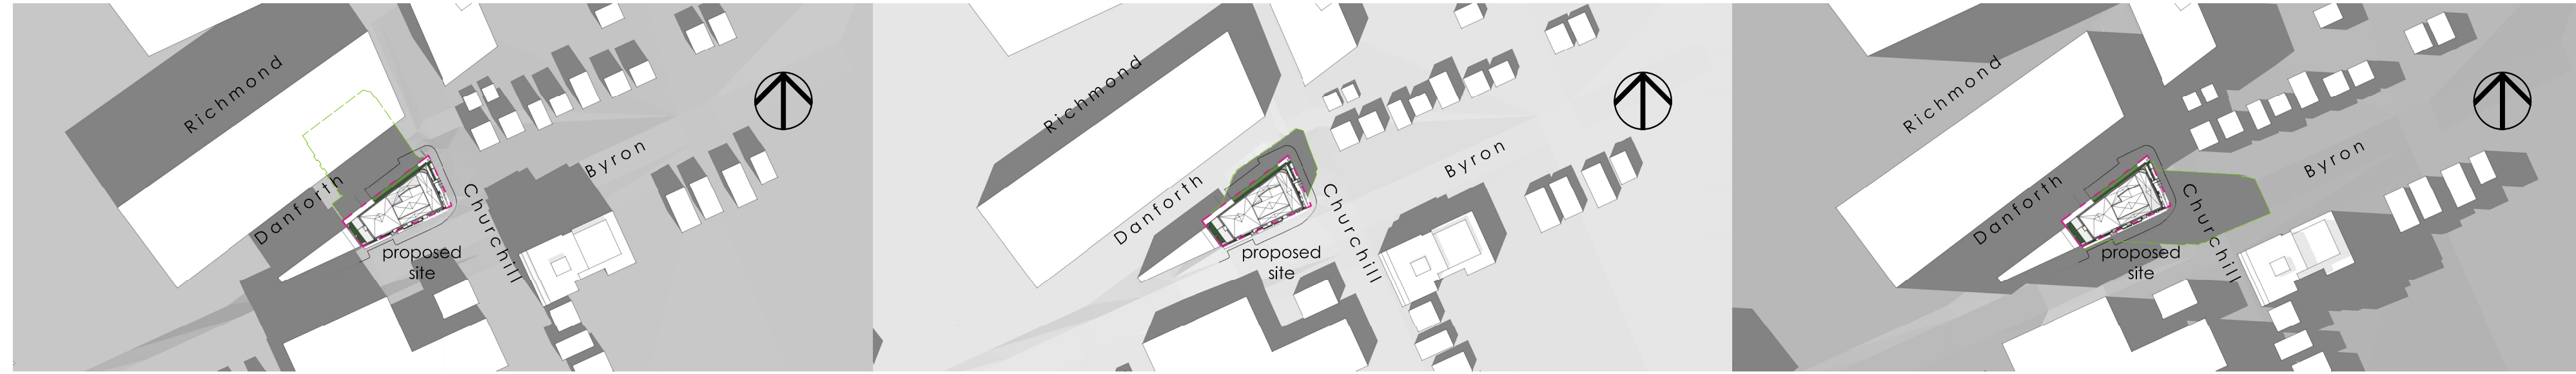 Richmond
Danforth
Byron
Churchill
proposed
site
Richmond
Danforth
Byron
Churchill
proposed
site
Richmond
Danforth
Byron
Churchill
proposed
site